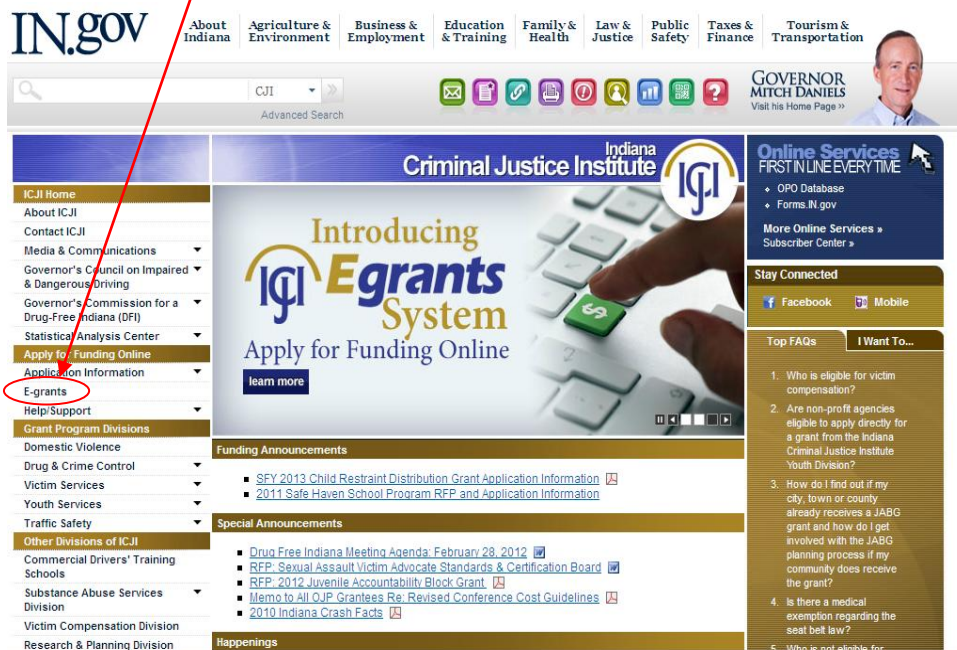 IN.gov
About Indiana
Agriculture & Environment
Business & Employment
Education & Training
Family & Health
Law & Justice
Public Safety
Taxes & Finance
Tourism & Transportation
CJI
Advanced Search
GOVERNOR
MITCH DANIELS
Visit his Home Page »
Indiana
Criminal Justice Institute
ICJI
ICJI Home
About ICJI
Contact ICJI
Media & Communications
Governor's Council on Impaired
& Dangerous Driving
Governor's Commission for a
Drug-Free Indiana (DFI)
Statistical Analysis Center
Apply for Funding Online
Application Information
E-grants
Help/Support
Grant Program Divisions
Domestic Violence
Drug & Crime Control
Victim Services
Youth Services
Traffic Safety
Other Divisions of ICJI
Commercial Drivers' Training
Schools
Substance Abuse Services
Division
Victim Compensation Division
Research & Planning Division
Introducing
ICJI Egrants
System
Apply for Funding Online
learn more
Funding Announcements
SFY 2013 Child Restraint Distribution Grant Application Information
2011 Safe Haven School Program RFP and Application Information
Special Announcements
Drug Free Indiana Meeting Agenda: February 28, 2012
RFP: Sexual Assault Victim Advocate Standards & Certification Board
RFP: 2012 Juvenile Accountability Block Grant
Memo to All OJP Grantees Re: Revised Conference Cost Guidelines
2010 Indiana Crash Facts
Happenings
Online Services
FIRST IN LINE EVERY TIME
OPO Database
Forms.IN.gov
More Online Services »
Subscriber Center »
Stay Connected
Facebook
Mobile
Top FAQs
I Want To...
1. Who is eligible for victim
compensation?
2. Are non-profit agencies
eligible to apply directly for
a grant from the Indiana
Criminal Justice Institute
Youth Division?
3. How do I find out if my
city, town or county
already receives a JABG
grant and how do I get
involved with the JABG
planning process if my
community does receive
the grant?
4. Is there a medical
exemption regarding the
seat belt law?
5. Who is not eligible for